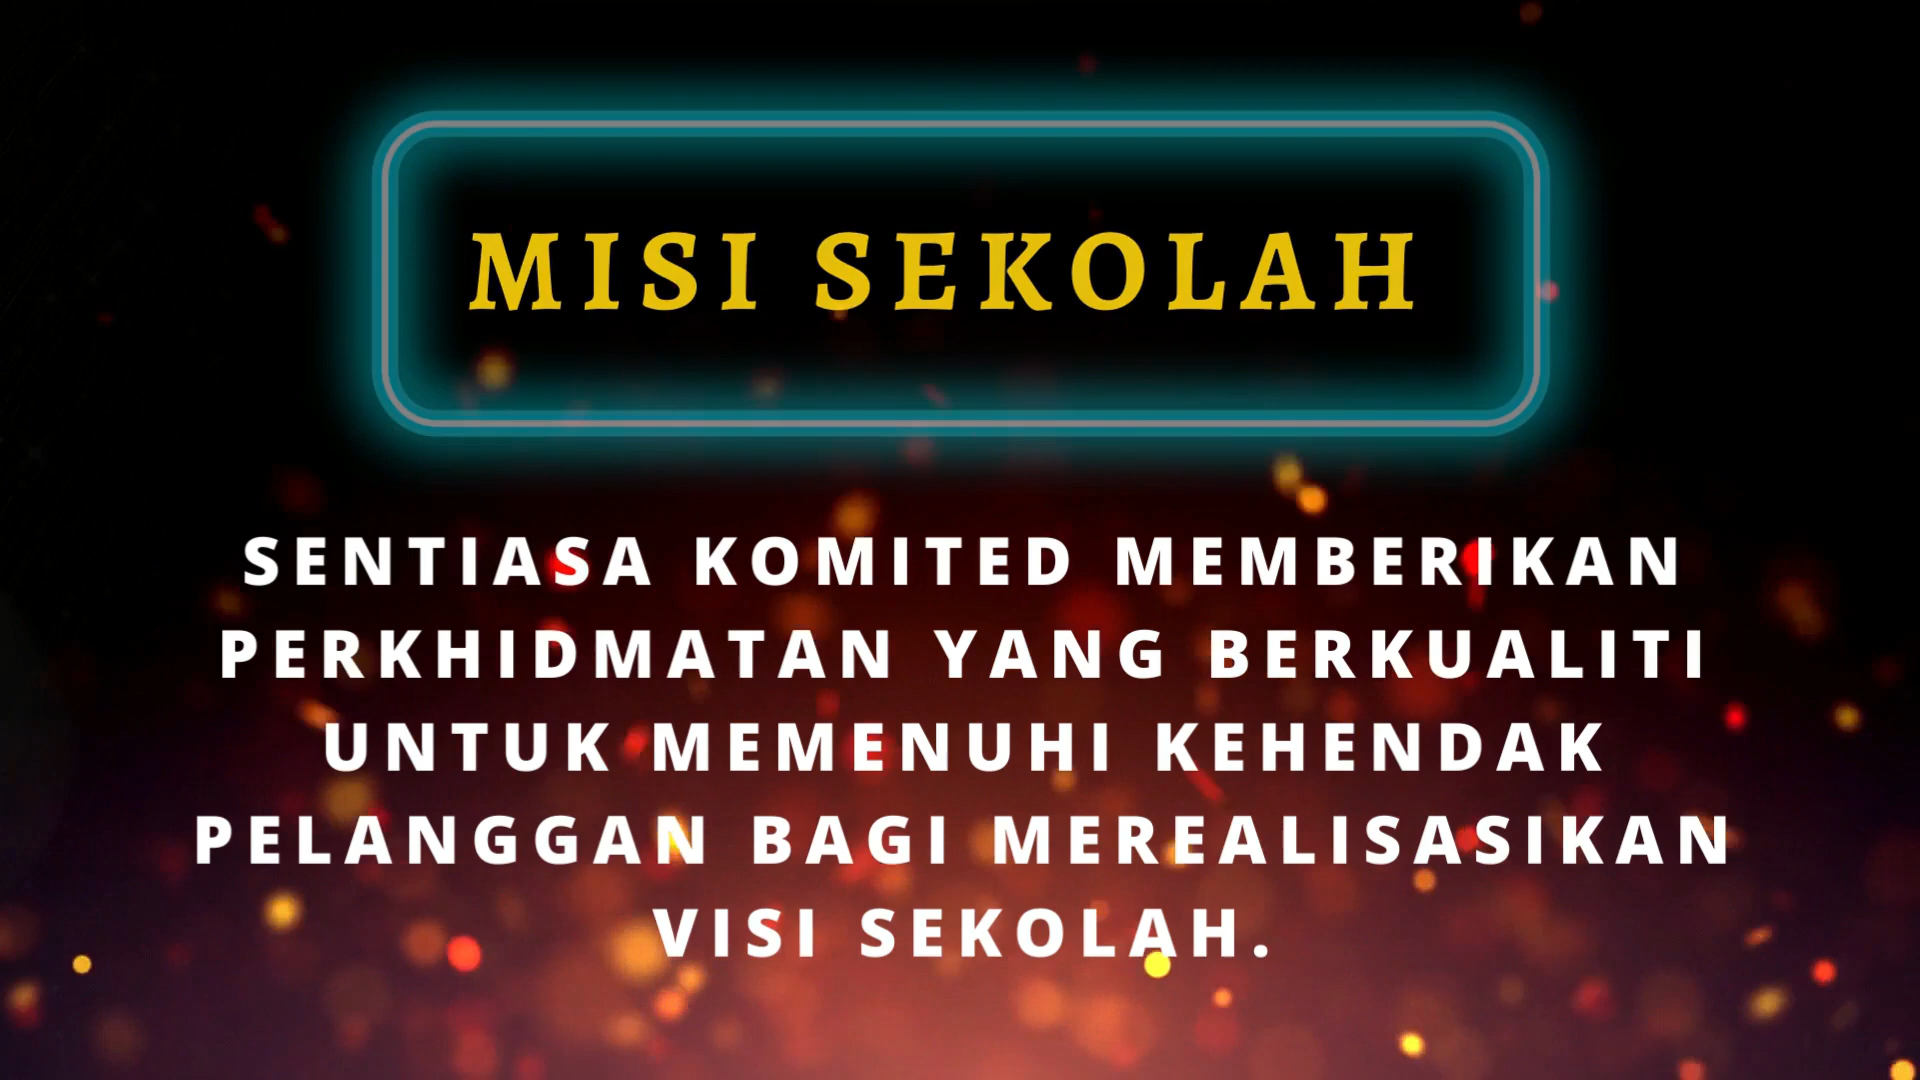 MISI SEKOLAH
SENTIASA KOMITED MEMBERIKAN
PERKHIDMATAN YANG BERKUALITI
UNTUK MEMENUHI KEHENDAK
PELANGGAN BAGI MEREALISASIKAN
VISI SEKOLAH.